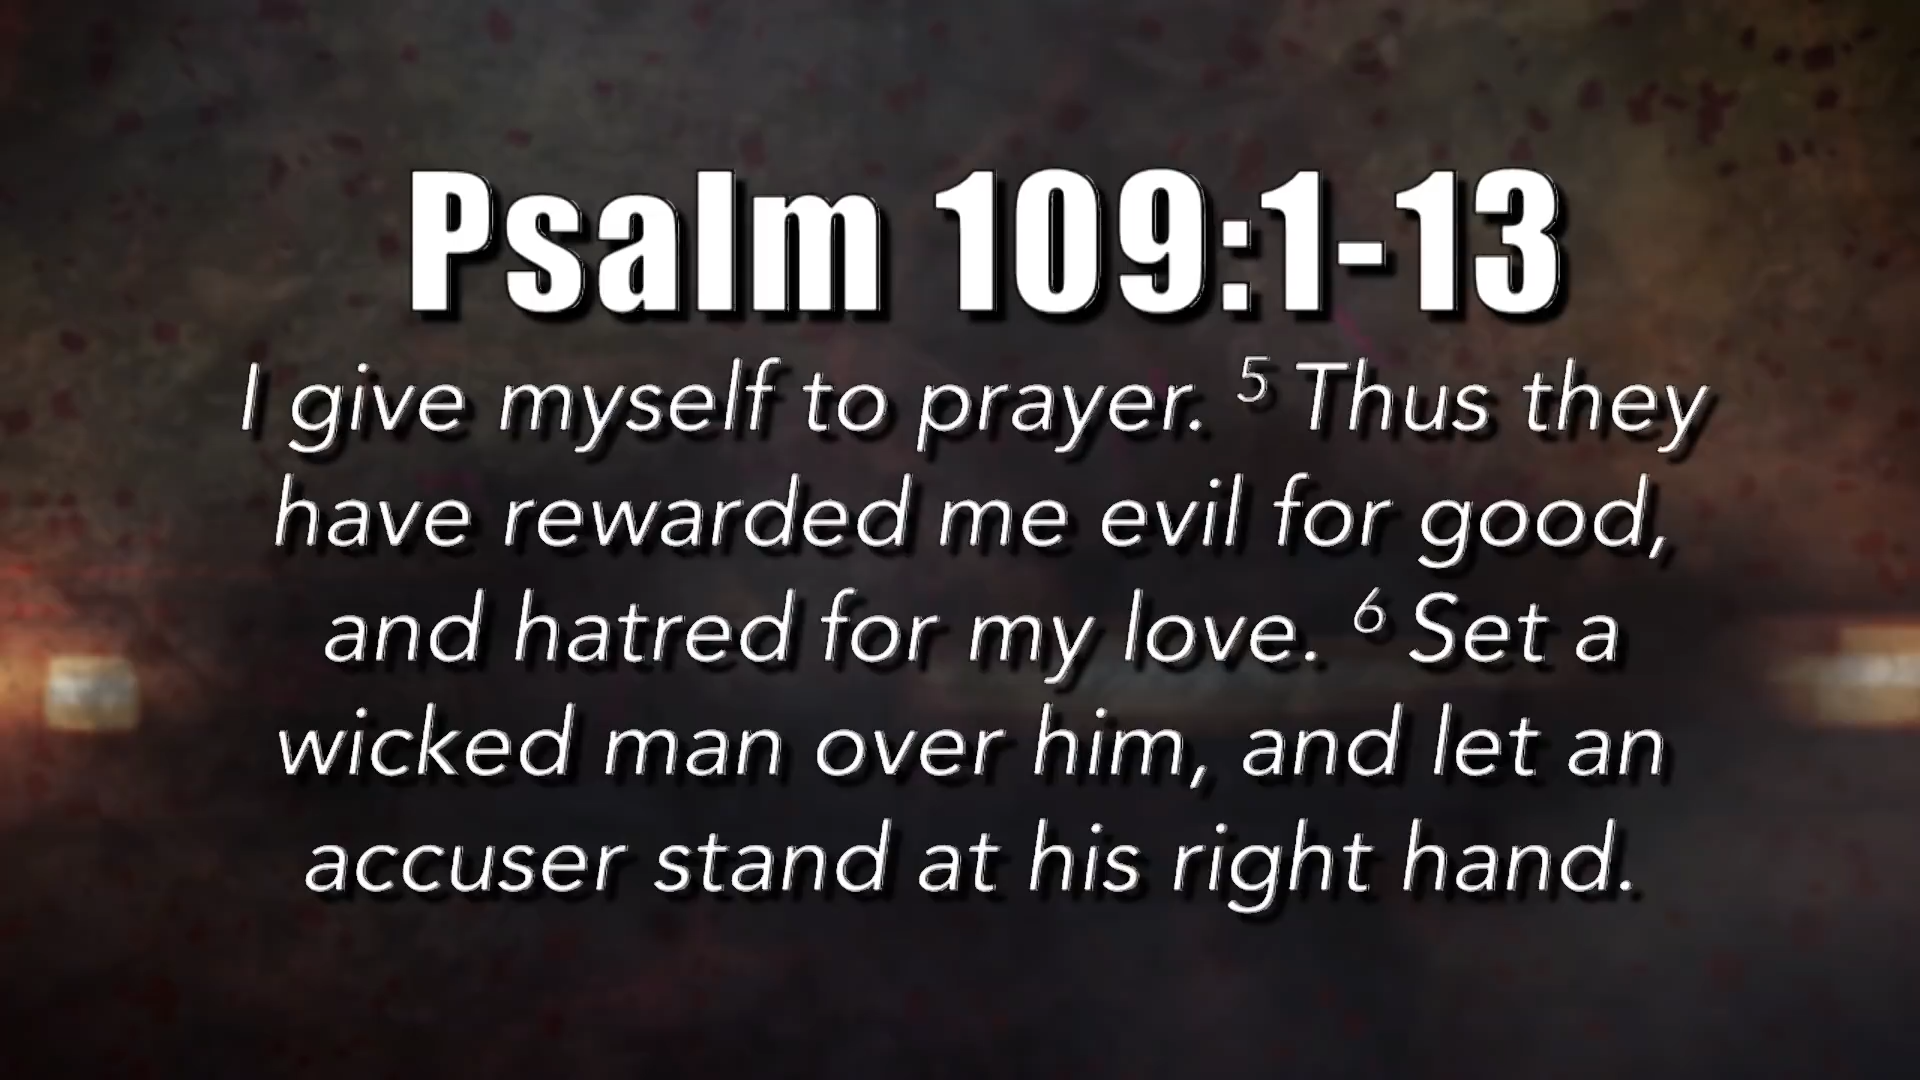 Psalm 109:1-13
I give myself to prayer. 5 Thus they
have rewarded me evil for good,
and hatred for my love. 6 Set a
wicked man over him, and let an
accuser stand at his right hand.